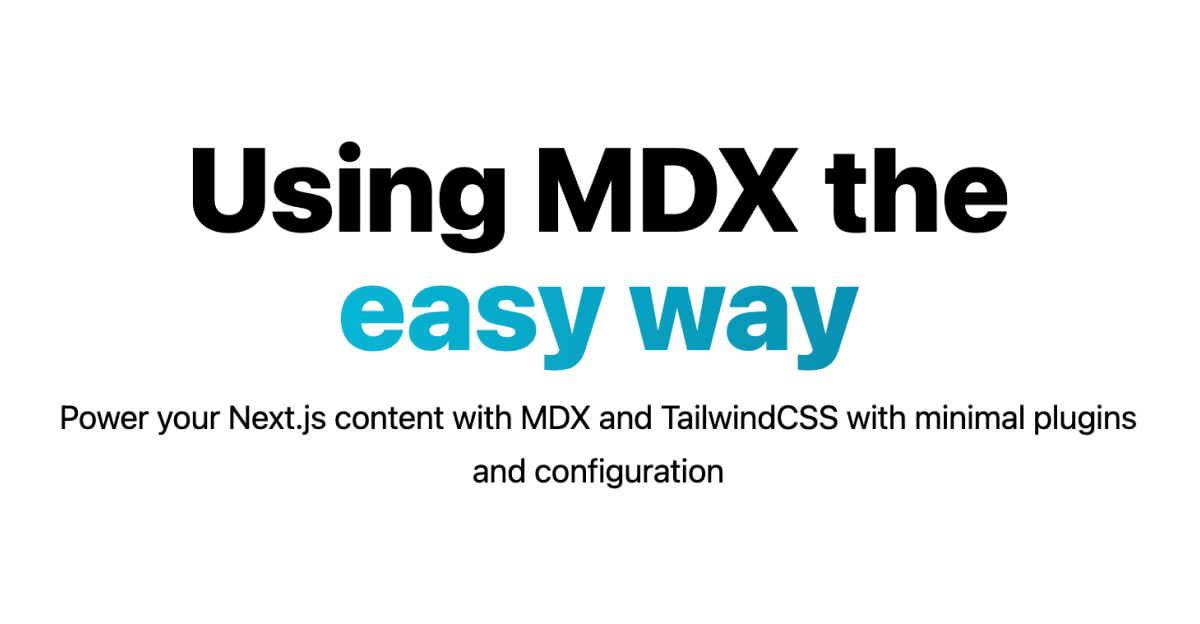 Using MDX the
easy way
Power your Next.js content with MDX and TailwindCSS with minimal plugins
and configuration